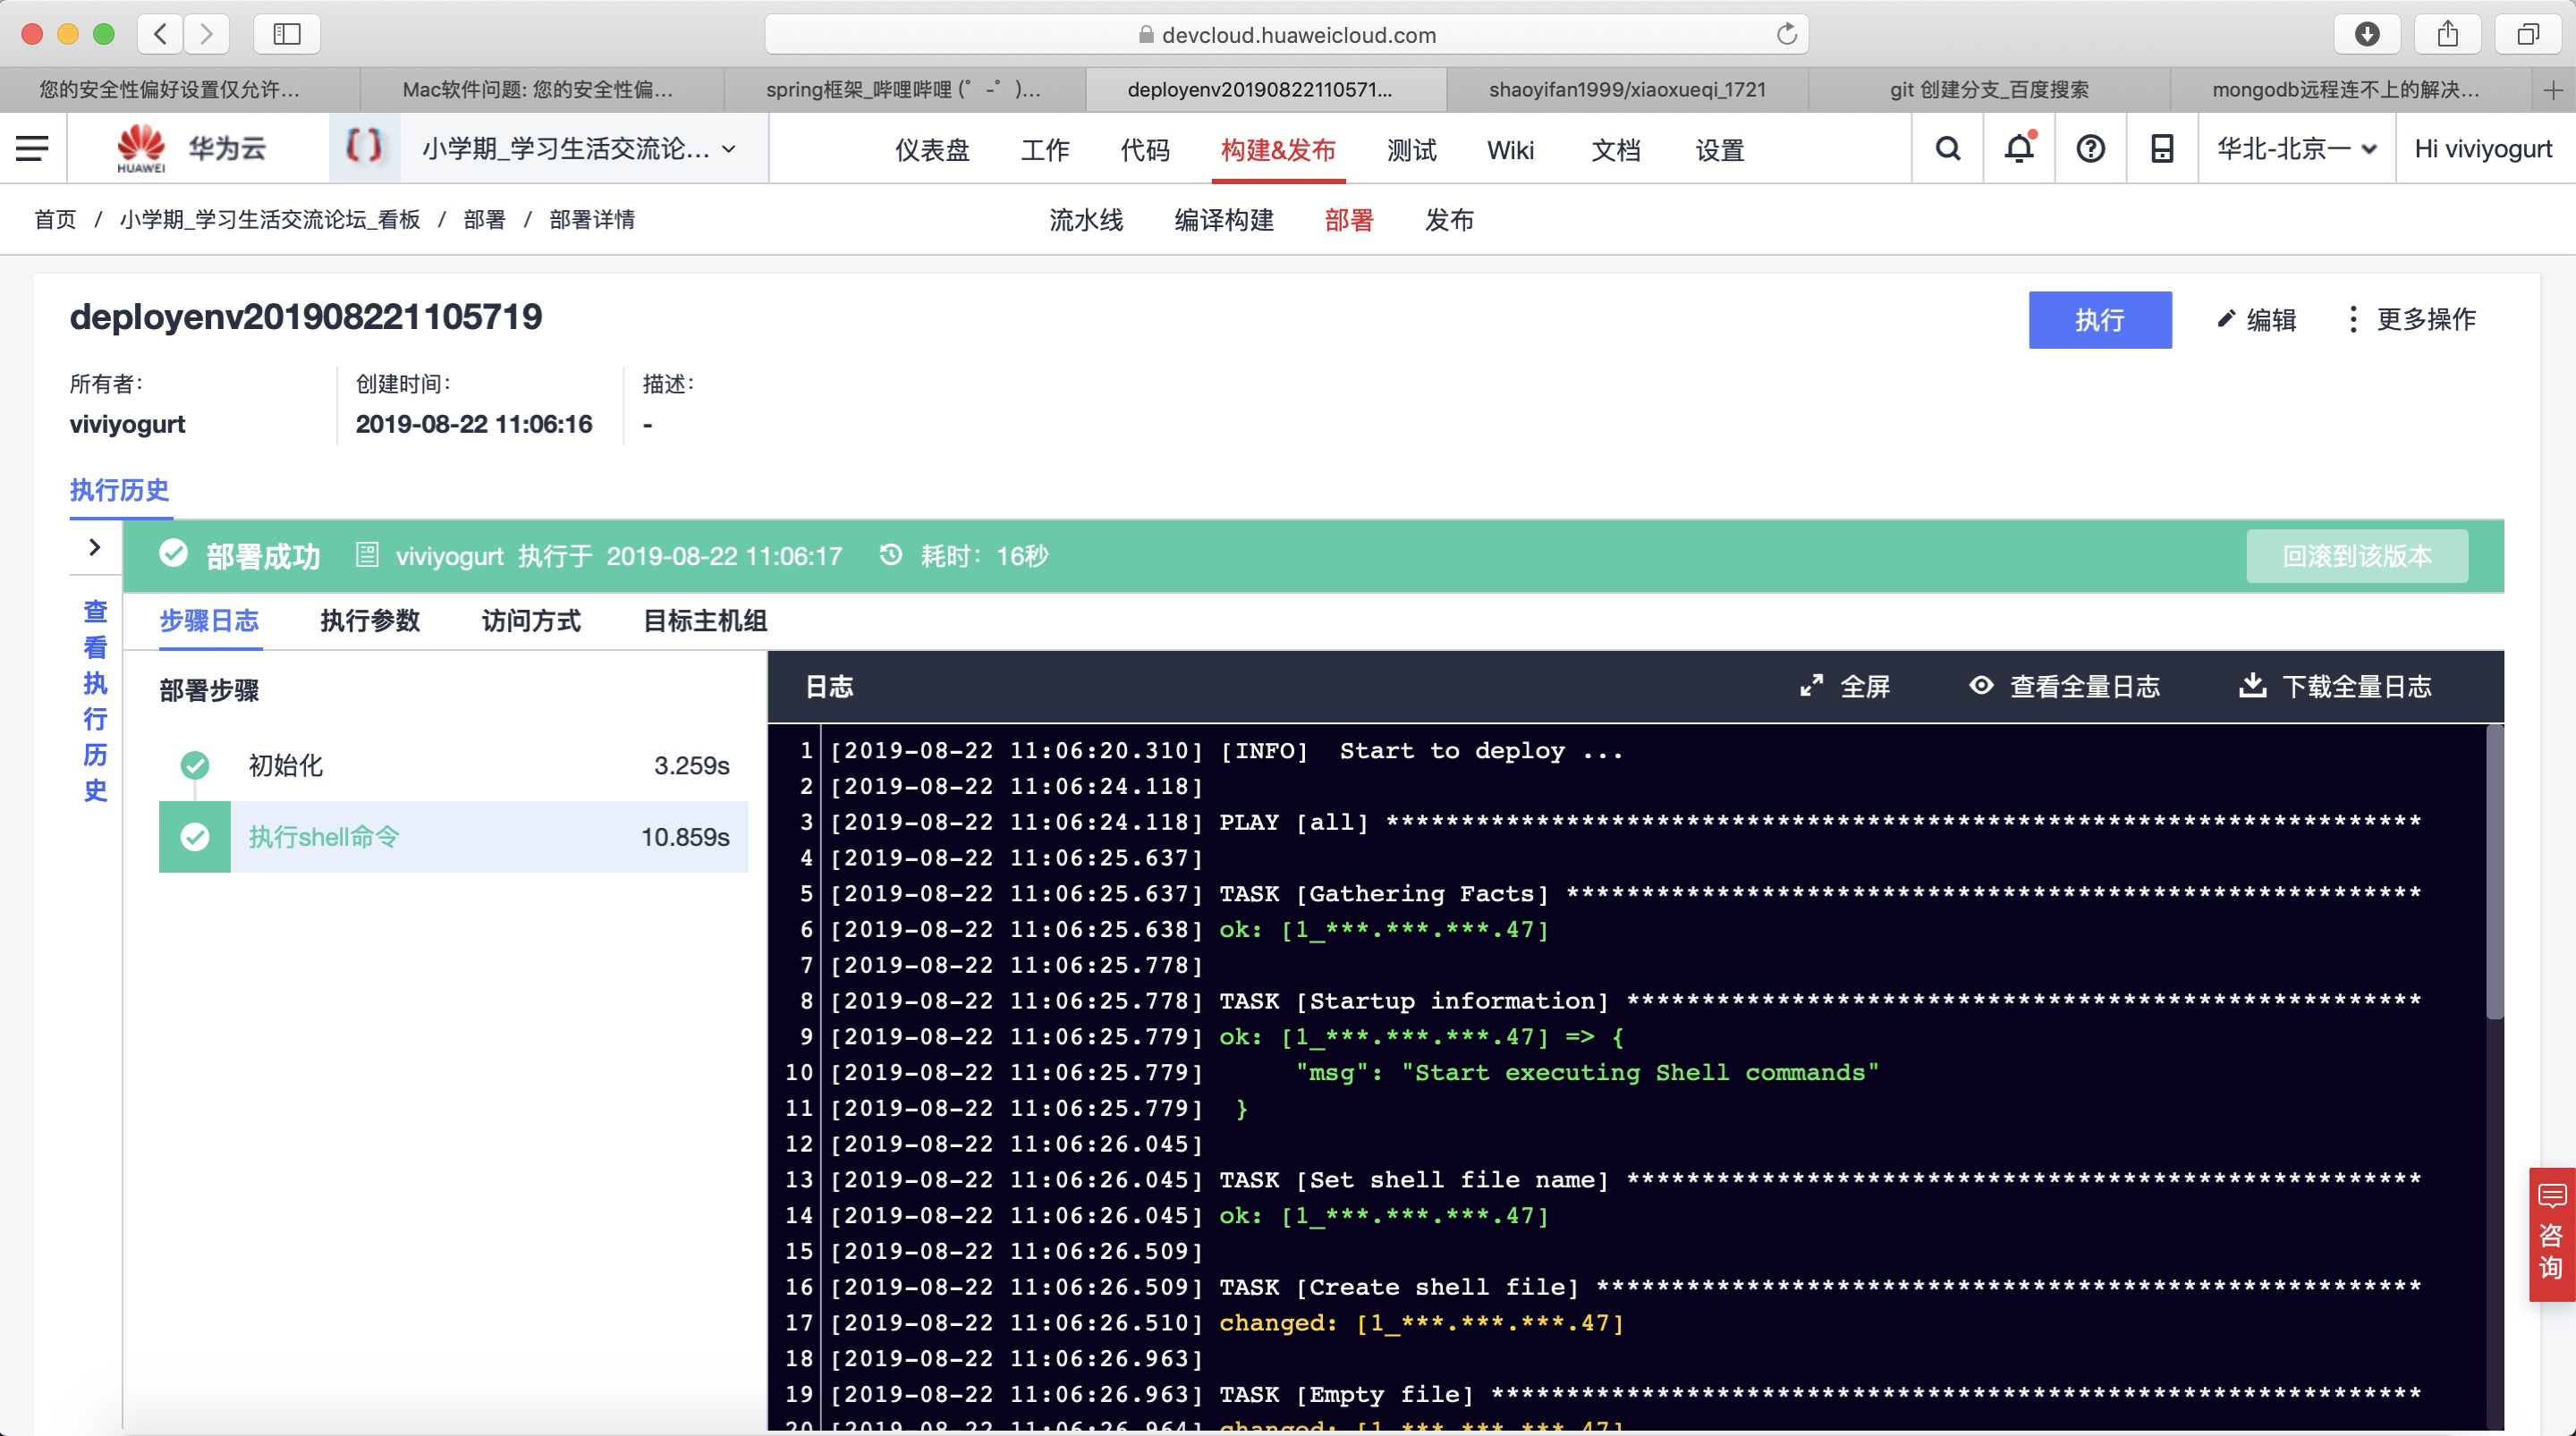 devcloud.huaweicloud.com
您的安全性偏好设置仅允许...
Mac软件问题: 您的安全性偏...
spring框架_哔哩哔哩 (゜-゜)...
deployenv201908221105​71...
shaoyifan1999/xiaoxueqi_1721
git 创建分支_百度搜索
mongodb远程连不上的解决...
HUAWEI
华为云
小学期_学习生活交流论...
仪表盘
工作
代码
构建&发布
测试
Wiki
文档
设置
华北-北京一
Hi viviyogurt
首页 / 小学期_学习生活交流论坛_看板 / 部署 / 部署详情
流水线
编译构建
部署
发布
deployenv201908221105719
执行
编辑
更多操作
所有者:
viviyogurt
创建时间:
2019-08-22 11:06:16
描述:
-
执行历史
部署成功 viviyogurt 执行于 2019-08-22 11:06:17 耗时: 16秒
回滚到该版本
查看执行历史
步骤日志
执行参数
访问方式
目标主机组
部署步骤
初始化 3.259s
执行shell命令 10.859s
日志
全屏
查看全量日志
下载全量日志
1 [2019-08-22 11:06:20.310] [INFO]  Start to deploy ...
2 [2019-08-22 11:06:24.118]
3 [2019-08-22 11:06:24.118] PLAY [all] *********************************************************************
4 [2019-08-22 11:06:25.637]
5 [2019-08-22 11:06:25.637] TASK [Gathering Facts] *********************************************************
6 [2019-08-22 11:06:25.638] ok: [1_***.***.***.47]
7 [2019-08-22 11:06:25.778]
8 [2019-08-22 11:06:25.778] TASK [Startup information] *****************************************************
9 [2019-08-22 11:06:25.779] ok: [1_***.***.***.47] => {
10 [2019-08-22 11:06:25.779]     "msg": "Start executing Shell commands"
11 [2019-08-22 11:06:25.779] }
12 [2019-08-22 11:06:26.045]
13 [2019-08-22 11:06:26.045] TASK [Set shell file name] *****************************************************
14 [2019-08-22 11:06:26.045] ok: [1_***.***.***.47]
15 [2019-08-22 11:06:26.509]
16 [2019-08-22 11:06:26.509] TASK [Create shell file] *******************************************************
17 [2019-08-22 11:06:26.510] changed: [1_***.***.***.47]
18 [2019-08-22 11:06:26.963]
19 [2019-08-22 11:06:26.963] TASK [Empty file] **************************************************************
20 [2019-08-22 11:06:26.964] changed: [1_***.***.***.47]
咨询